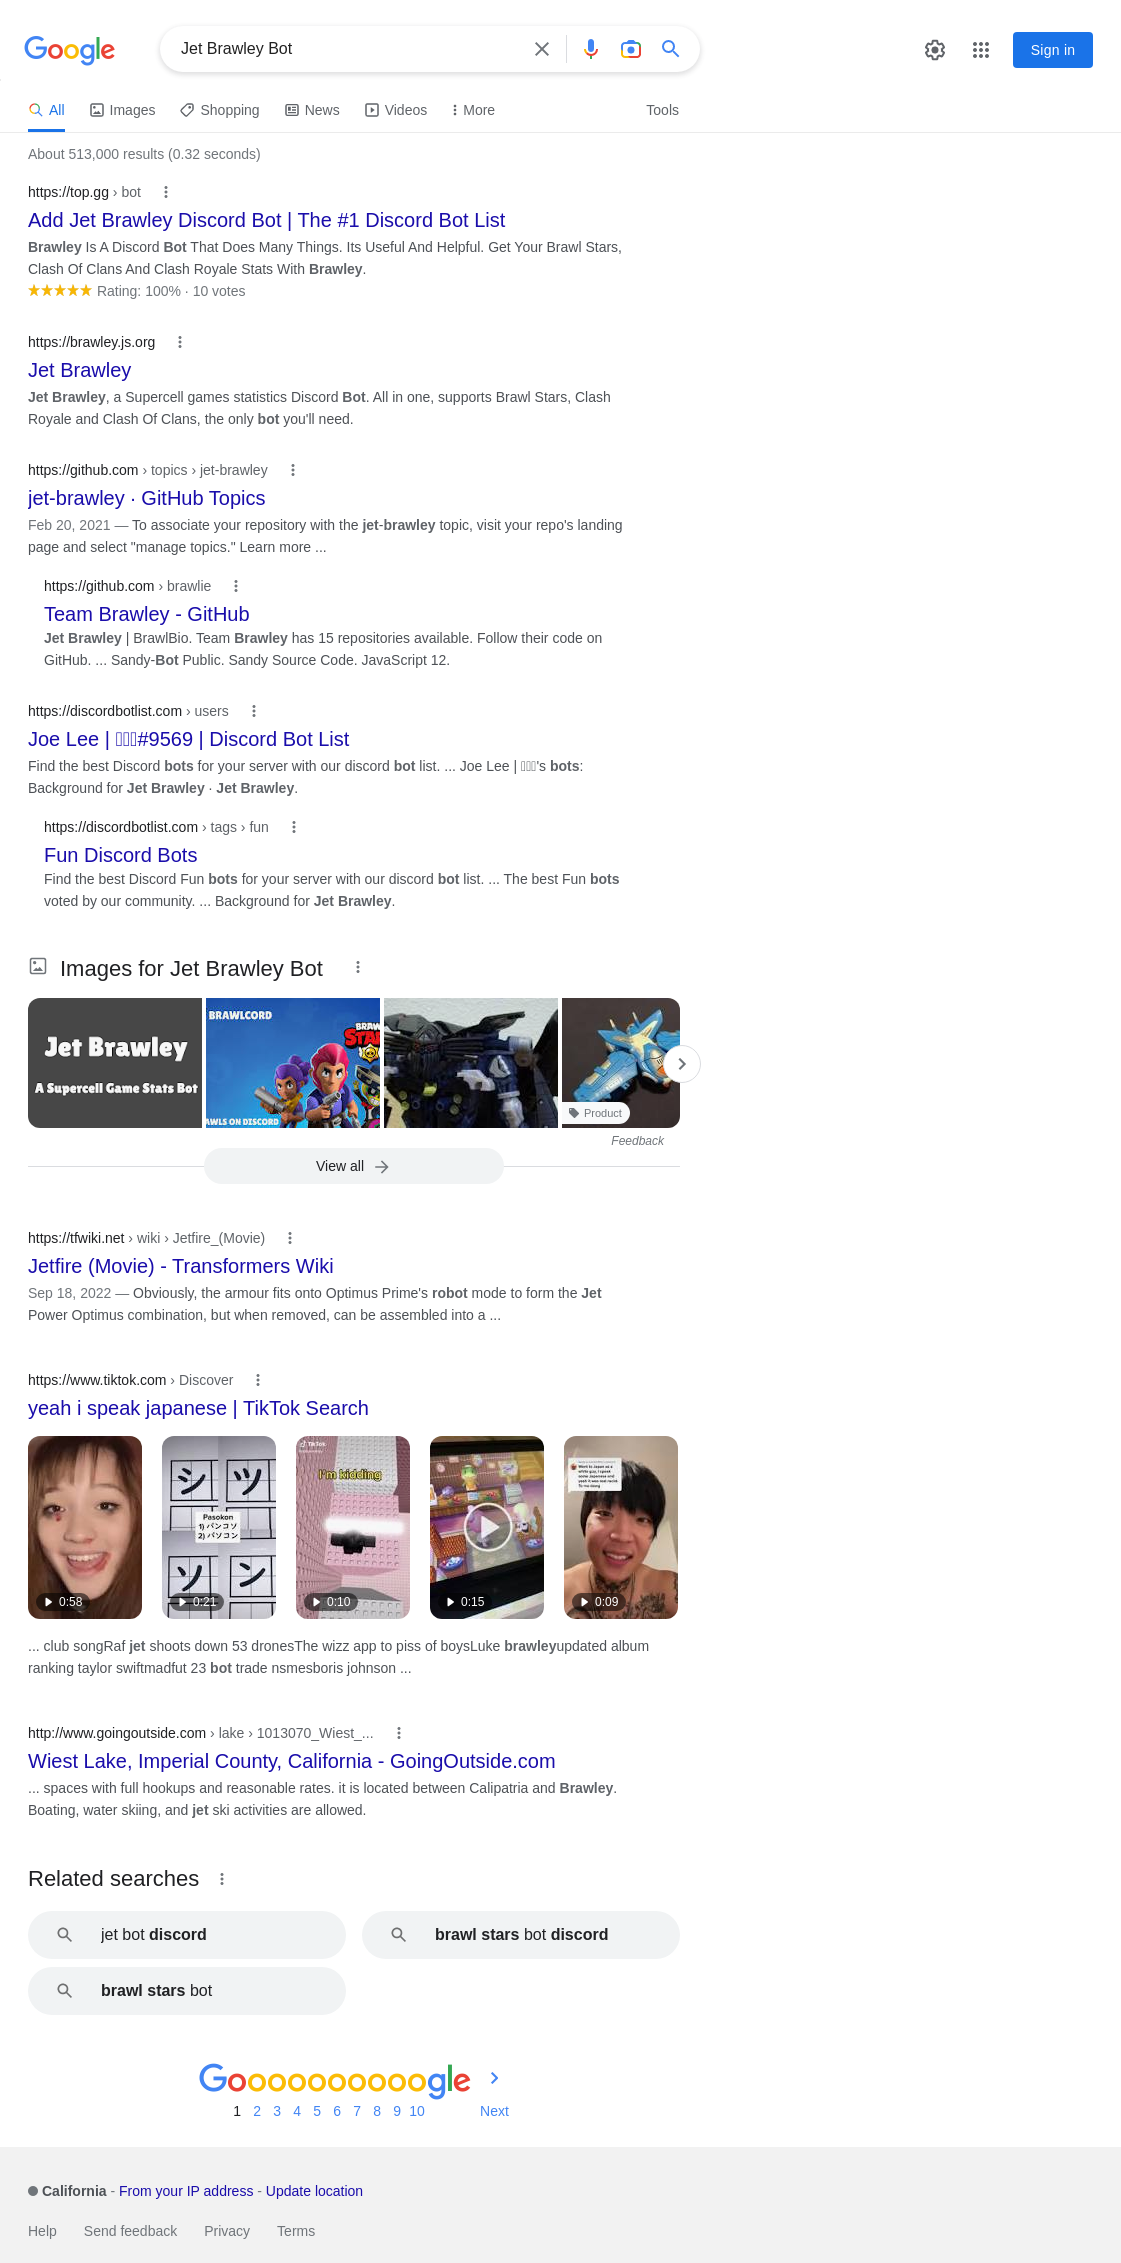 Google
Jet Brawley Bot
Sign in
All
Images
Shopping
News
Videos
More
Tools
About 513,000 results (0.32 seconds)
https://top.gg › bot
Add Jet Brawley Discord Bot | The #1 Discord Bot List
Brawley Is A Discord Bot That Does Many Things. Its Useful And Helpful. Get Your Brawl Stars,
Clash Of Clans And Clash Royale Stats With Brawley.
Rating: 100% · 10 votes
https://brawley.js.org
Jet Brawley
Jet Brawley, a Supercell games statistics Discord Bot. All in one, supports Brawl Stars, Clash
Royale and Clash Of Clans, the only bot you'll need.
https://github.com › topics › jet-brawley
jet-brawley · GitHub Topics
Feb 20, 2021 — To associate your repository with the jet-brawley topic, visit your repo's landing
page and select "manage topics." Learn more ...
https://github.com › brawlie
Team Brawley - GitHub
Jet Brawley | BrawlBio. Team Brawley has 15 repositories available. Follow their code on
GitHub. ... Sandy-Bot Public. Sandy Source Code. JavaScript 12.
https://discordbotlist.com › users
Joe Lee | #9569 | Discord Bot List
Find the best Discord bots for your server with our discord bot list. ... Joe Lee | 's bots:
Background for Jet Brawley · Jet Brawley.
https://discordbotlist.com › tags › fun
Fun Discord Bots
Find the best Discord Fun bots for your server with our discord bot list. ... The best Fun bots
voted by our community. ... Background for Jet Brawley.
Images for Jet Brawley Bot
Jet Brawley
A Supercell Game Stats Bot
BRAWLCORD
BRAW
STA
AWLS ON DISCORD
Product
Feedback
View all
https://tfwiki.net › wiki › Jetfire_(Movie)
Jetfire (Movie) - Transformers Wiki
Sep 18, 2022 — Obviously, the armour fits onto Optimus Prime's robot mode to form the Jet
Power Optimus combination, but when removed, can be assembled into a ...
https://www.tiktok.com › Discover
yeah i speak japanese | TikTok Search
0:58
シ ツ
Pasokon
1) パンコソ
2) パソコン
ソ ン
0:21
TikTok
I'm kidding
0:10
0:15
0:09
... club songRaf jet shoots down 53 dronesThe wizz app to piss of boysLuke brawleyupdated album
ranking taylor swiftmadfut 23 bot trade nsmesboris johnson ...
http://www.goingoutside.com › lake › 1013070_Wiest_...
Wiest Lake, Imperial County, California - GoingOutside.com
... spaces with full hookups and reasonable rates. it is located between Calipatria and Brawley.
Boating, water skiing, and jet ski activities are allowed.
Related searches
jet bot discord
brawl stars bot discord
brawl stars bot
Goooooooooogle
1 2 3 4 5 6 7 8 9 10
Next
California - From your IP address - Update location
Help
Send feedback
Privacy
Terms